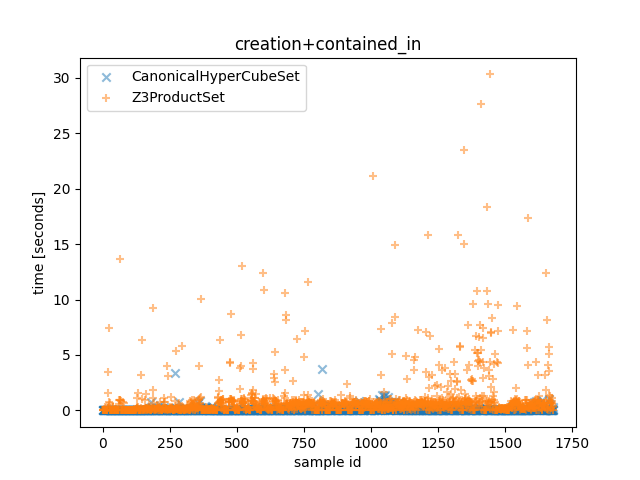 creation+contained_in
CanonicalHyperCubeSet
Z3ProductSet
time [seconds]
30
25
20
15
10
5
0
0 250 500 750 1000 1250 1500 1750
sample id